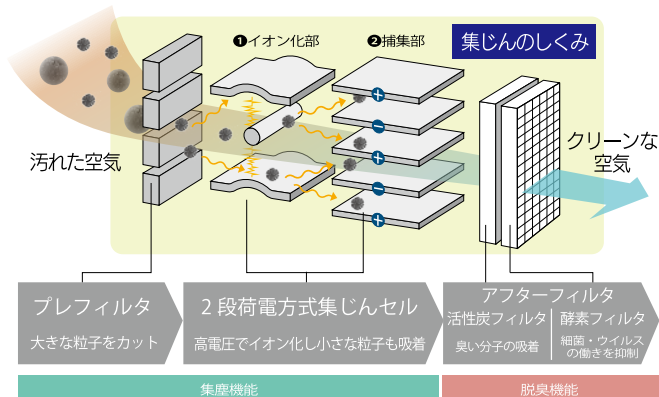 集じんのしくみ
❶イオン化部
❷捕集部
汚れた空気
+
−
+
−
+
クリーンな
空気
プレフィルタ
大きな粒子をカット
2段荷電方式集じんセル
高電圧でイオン化し小さな粒子も吸着
アフターフィルタ
活性炭フィルタ
臭い分子の吸着
酵素フィルタ
細菌・ウイルス
の働きを抑制
集塵機能
脱臭機能